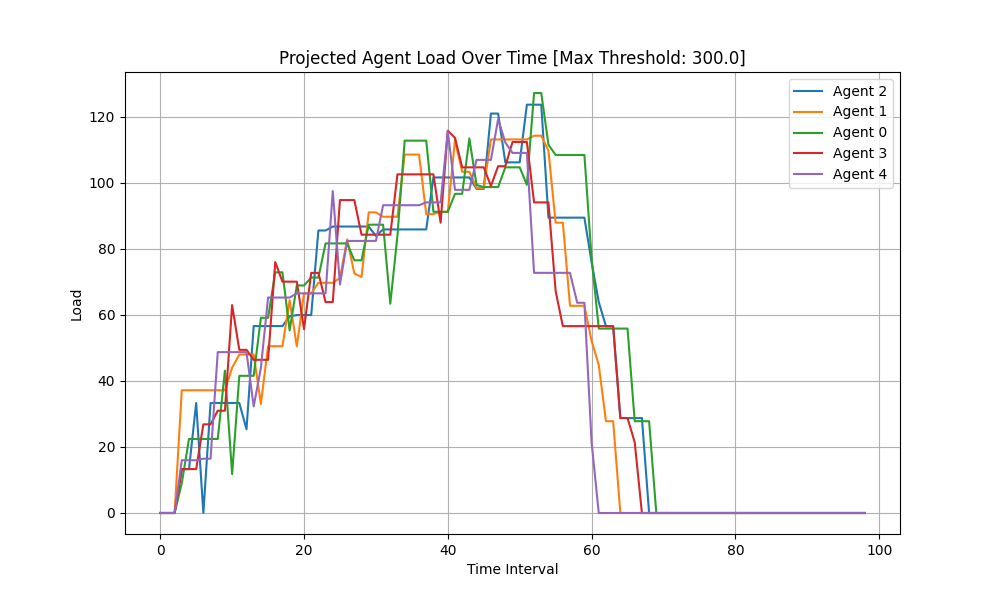 Projected Agent Load Over Time [Max Threshold: 300.0]
Agent 2
Agent 1
Agent 0
Agent 3
Agent 4
120
100
80
60
40
20
0
Load
0 20 40 60 80 100
Time Interval